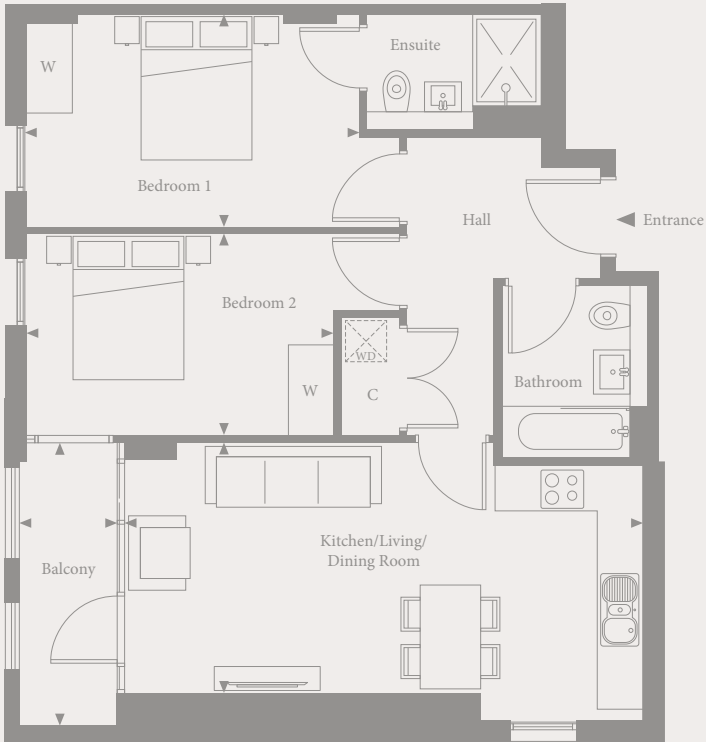 Ensuite
W
Bedroom 1
Hall
Entrance
Bedroom 2
WD
Bathroom
W
C
Kitchen/Living/
Dining Room
Balcony